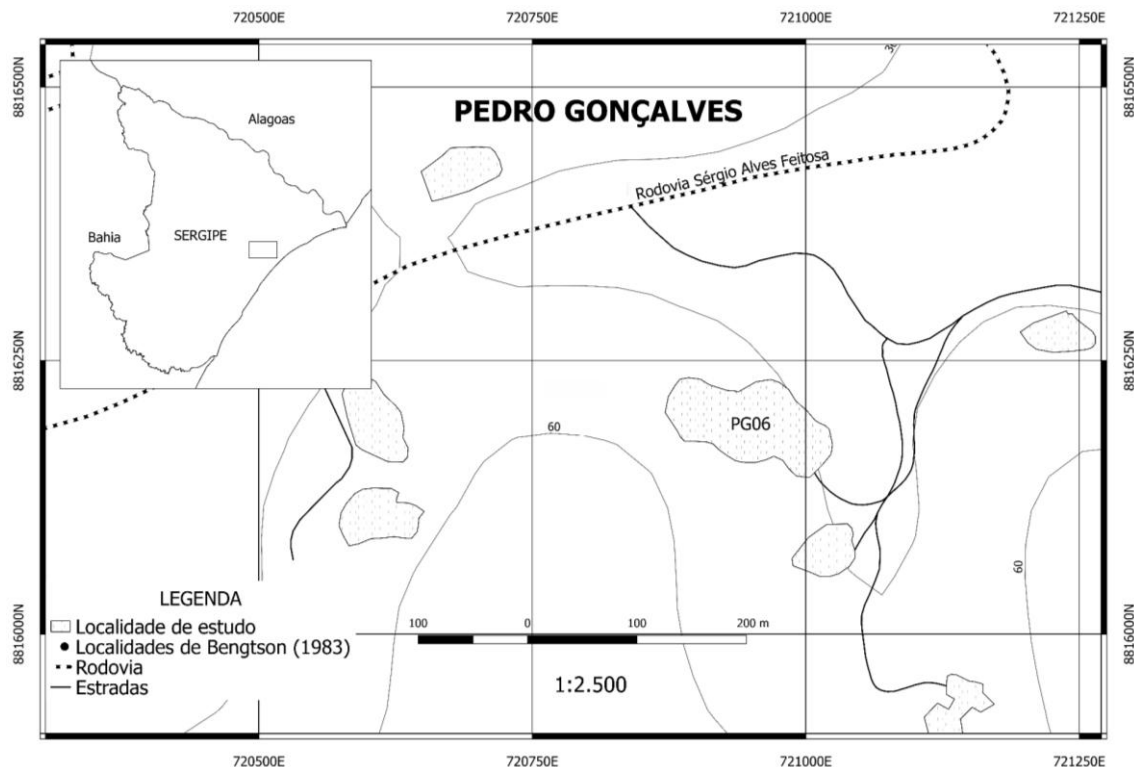 720500E 720750E 721000E 721250E
8816500N
8816500N
PEDRO GONÇALVES
Alagoas
Rodovia Sérgio Alves Feitosa
Bahia
SERGIPE
8816250N
8816250N
PG06
60
60
LEGENDA
Localidade de estudo
Localidades de Bengtson (1983)
Rodovia
Estradas
100 0 100 200 m
1:2.500
8816000N
8816000N
720500E 720750E 721000E 721250E